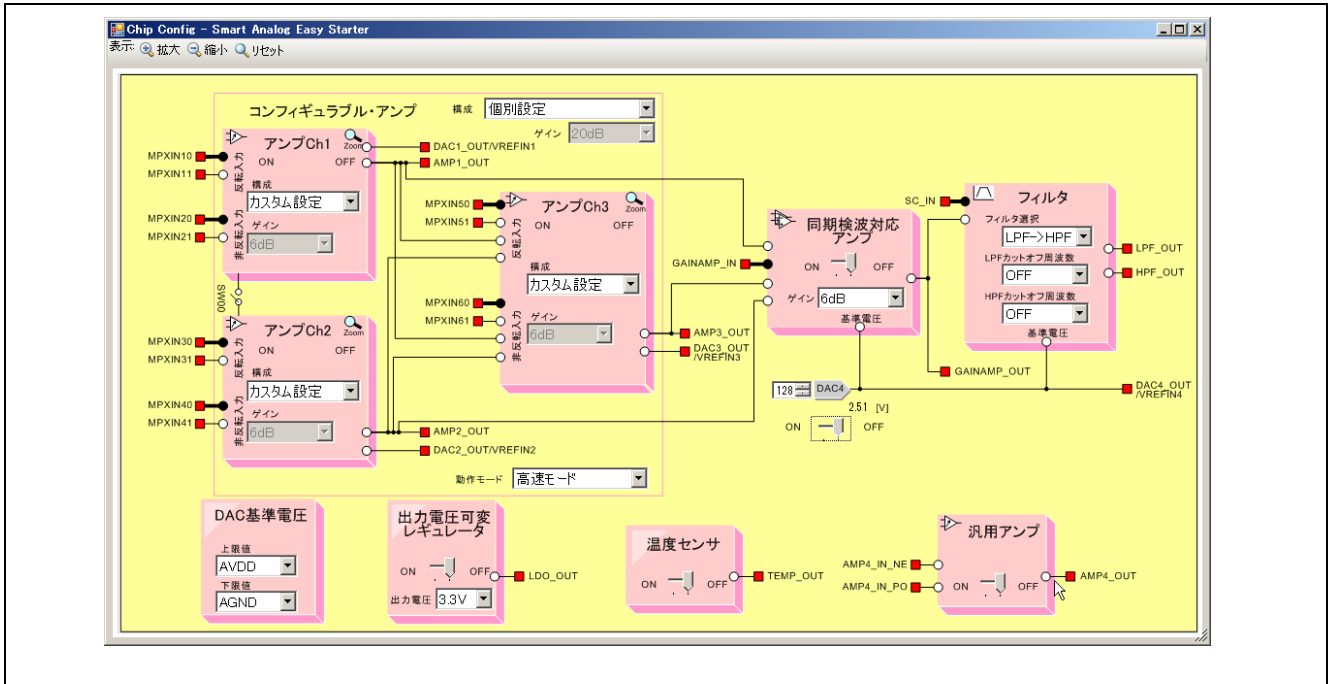 Chip Config - Smart Analog Easy Starter
表示: 拡大 縮小 リセット
コンフィギュラブル・アンプ
構成 個別設定
ゲイン 20dB
アンプCh1
Zoom
ON OFF
MPXIN10
MPXIN11
反転入力
構成
カスタム設定
MPXIN20
MPXIN21
非反転入力
ゲイン
6dB
DAC1_OUT/VREFIN1
AMP1_OUT
SW00
アンプCh2
Zoom
ON OFF
MPXIN30
MPXIN31
反転入力
構成
カスタム設定
MPXIN40
MPXIN41
非反転入力
ゲイン
6dB
AMP2_OUT
DAC2_OUT/VREFIN2
アンプCh3
Zoom
ON OFF
MPXIN50
MPXIN51
反転入力
構成
カスタム設定
MPXIN60
MPXIN61
非反転入力
ゲイン
6dB
AMP3_OUT
DAC3_OUT
/VREFIN3
動作モード 高速モード
同期検波対応
アンプ
GAINAMP_IN
ON OFF
ゲイン 6dB
基準電圧
SC_IN
フィルタ
フィルタ選択
LPF->HPF
LPFカットオフ周波数
OFF
HPFカットオフ周波数
OFF
基準電圧
LPF_OUT
HPF_OUT
GAINAMP_OUT
128 DAC4
2.51 [V]
ON OFF
DAC4_OUT
/VREFIN4
DAC基準電圧
上限値
AVDD
下限値
AGND
出力電圧可変
レギュレータ
ON OFF
LDO_OUT
出力電圧 3.3V
温度センサ
ON OFF
TEMP_OUT
汎用アンプ
AMP4_IN_NE
AMP4_IN_PO
ON OFF
AMP4_OUT